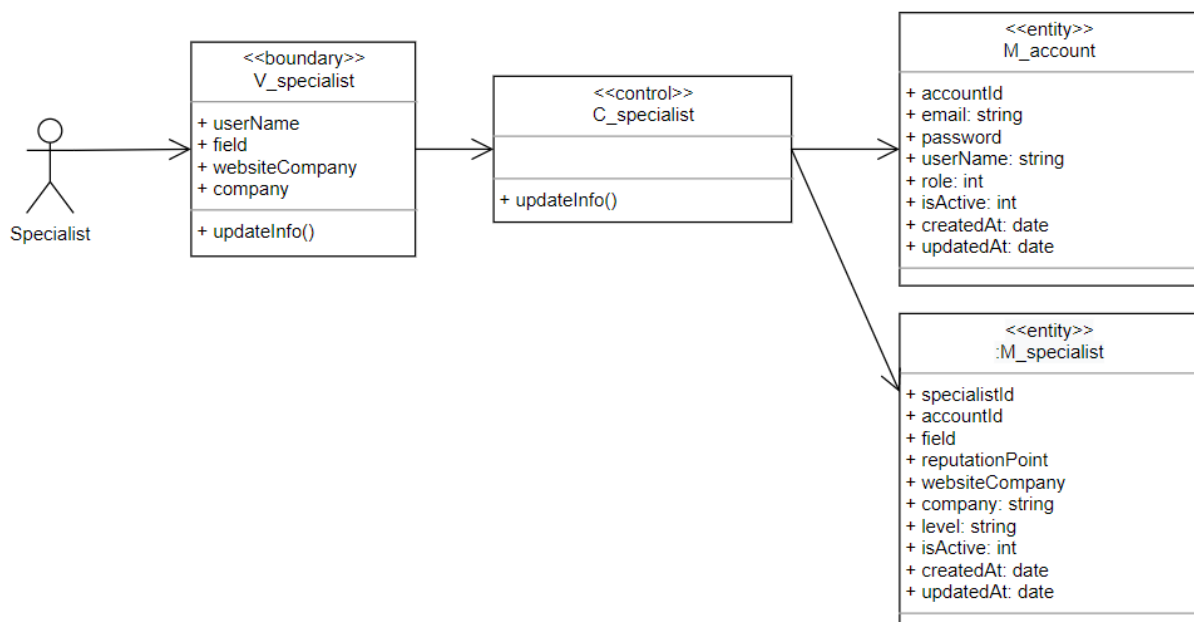 Specialist
<<boundary>>
V_specialist
+ userName
+ field
+ websiteCompany
+ company
+ updateInfo()
<<control>>
C_specialist
+ updateInfo()
<<entity>>
M_account
+ accountId
+ email: string
+ password
+ userName: string
+ role: int
+ isActive: int
+ createdAt: date
+ updatedAt: date
<<entity>>
:M_specialist
+ specialistId
+ accountId
+ field
+ reputationPoint
+ websiteCompany
+ company: string
+ level: string
+ isActive: int
+ createdAt: date
+ updatedAt: date